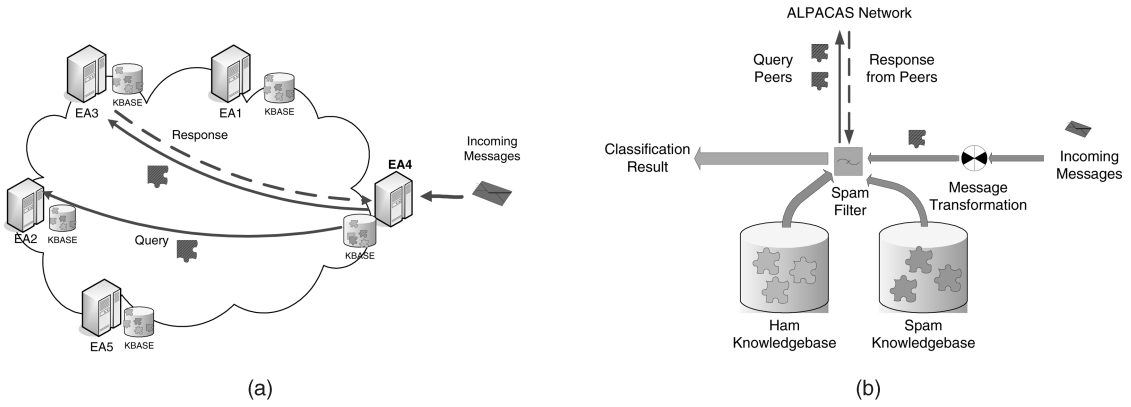 EA3
KBASE
EA1
KBASE
Response
EA4
Incoming
Messages
EA2
KBASE
Query
KBASE
EA5
KBASE
(a)
ALPACAS Network
Query
Peers
Response
from Peers
Classification
Result
Spam
Filter
Message
Transformation
Incoming
Messages
Ham
Knowledgebase
Spam
Knowledgebase
(b)